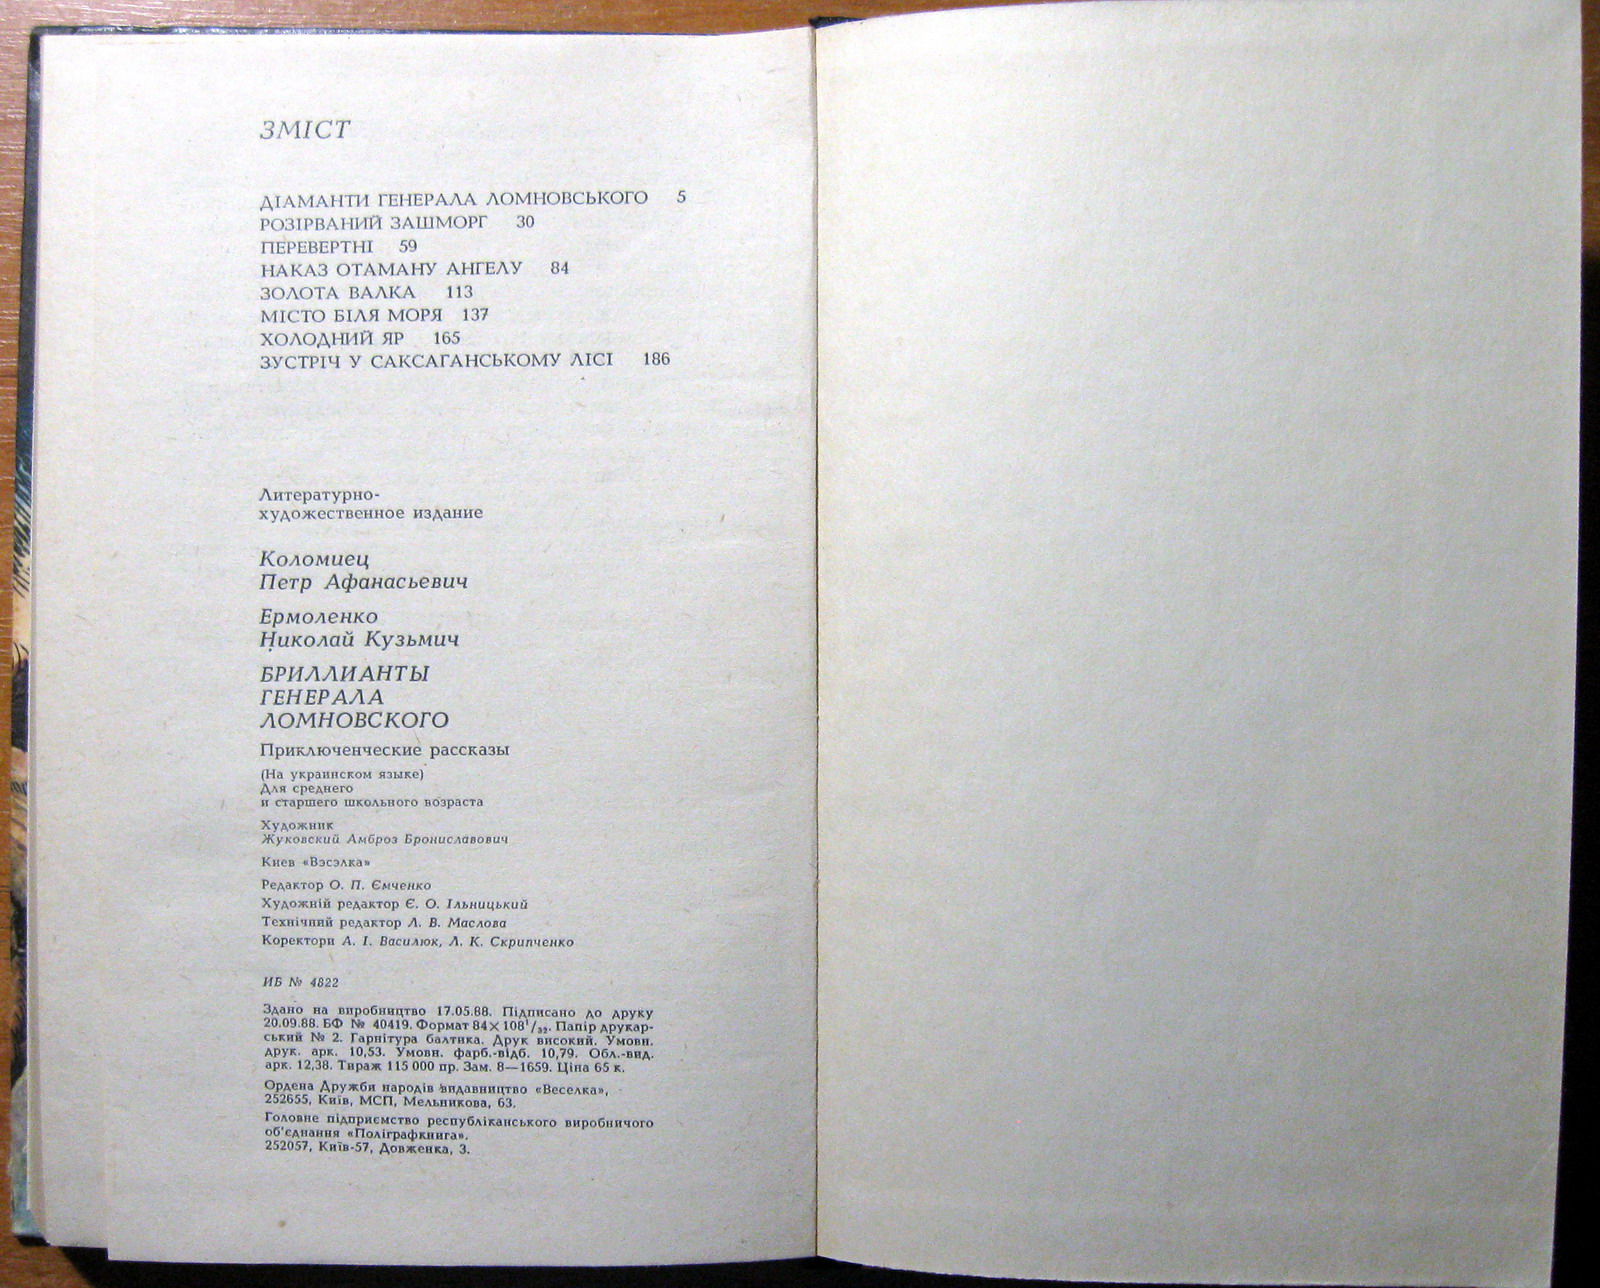 ЗМІСТ
ДІАМАНТИ ГЕНЕРАЛА ЛОМНОВСЬКОГО 5
РОЗІРВАНИЙ ЗАШМОРГ 30
ПЕРЕВЕРТНІ 59
НАКАЗ ОТАМАНУ АНГЕЛУ 84
ЗОЛОТА ВАЛКА 113
МІСТО БІЛЯ МОРЯ 137
ХОЛОДНИЙ ЯР 165
ЗУСТРІЧ У САКСАГАНСЬКОМУ ЛІСІ 186
Литературно-
художественное издание
Коломиец
Петр Афанасьевич
Ермоленко
Николай Кузьмич
БРИЛЛИАНТЫ
ГЕНЕРАЛА
ЛОМНОВСКОГО
Приключенческие рассказы
(На украинском языке)
Для среднего
и старшего школьного возраста
Художник
Жуковский Амброз Брониславович
Киев «Вэсэлка»
Редактор О. П. Ємченко
Художній редактор Є. О. Ільницький
Технічний редактор Л. В. Маслова
Коректори А. І. Василюк, Л. К. Скрипченко
ИБ № 4822
Здано на виробництво 17.05.88. Підписано до друку
20.09.88. БФ № 40419. Формат 84×108¹/₃₂. Папір друкар-
ський № 2. Гарнітура балтика. Друк високий. Умовн.
друк. арк. 10,53. Умовн. фарб.-відб. 10,79. Обл.-вид.
арк. 12,38. Тираж 115 000 пр. Зам. 8—1659. Ціна 65 к.
Ордена Дружби народів видавництво «Веселка»,
252655, Київ, МСП, Мельникова, 63.
Головне підприємство республіканського виробничого
об'єднання «Поліграфкнига».
252057, Київ-57, Довженка, 3.